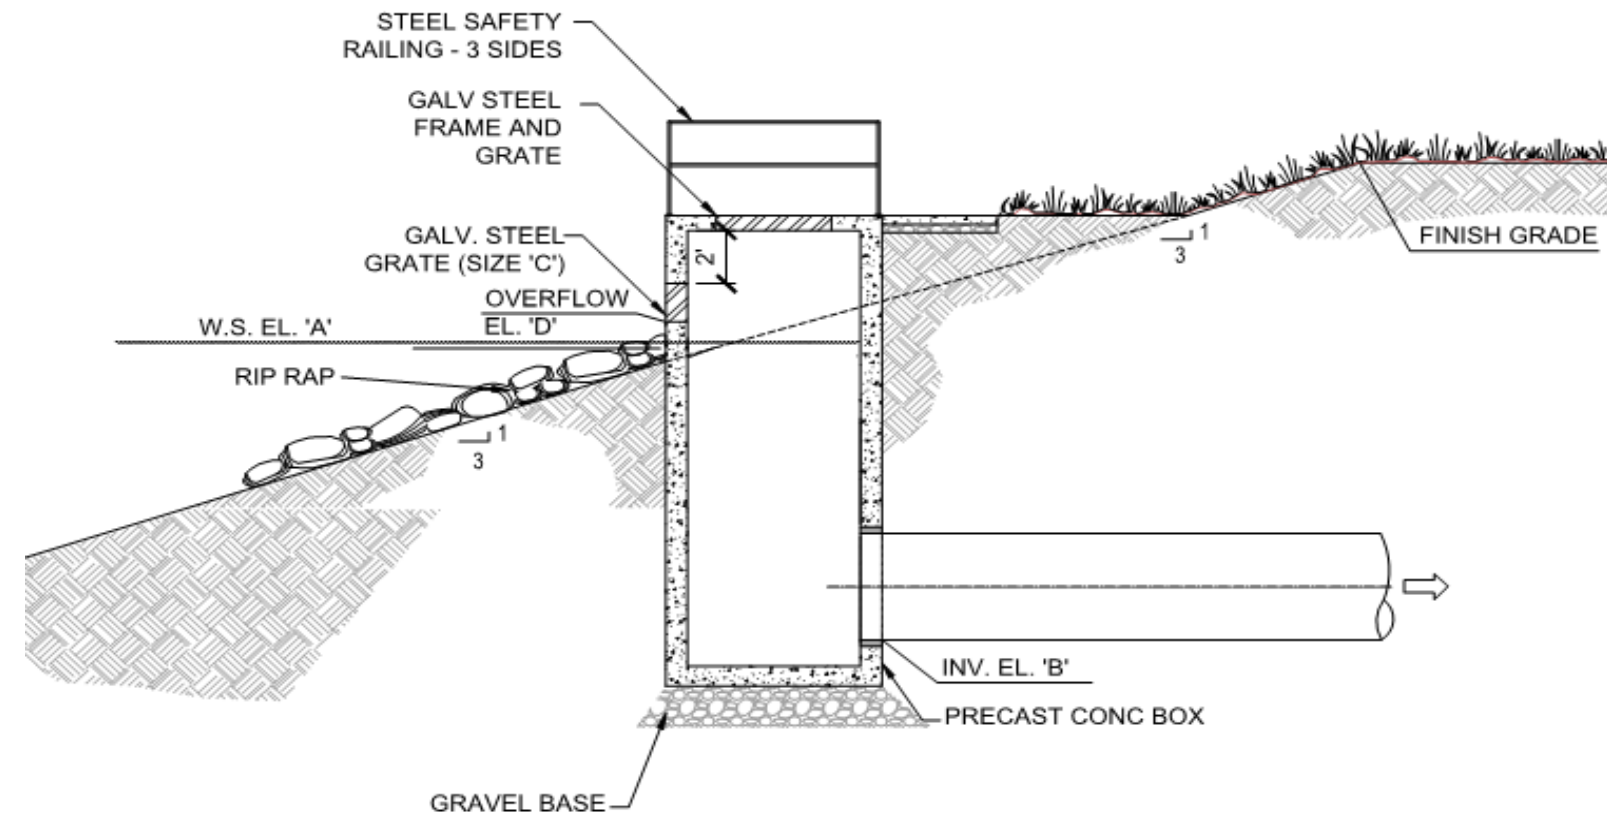 STEEL SAFETY
RAILING - 3 SIDES
GALV STEEL
FRAME AND
GRATE
GALV. STEEL
GRATE (SIZE 'C')
2'
OVERFLOW
EL. 'D'
W.S. EL. 'A'
RIP RAP
1
3
1
3
FINISH GRADE
INV. EL. 'B'
PRECAST CONC BOX
GRAVEL BASE